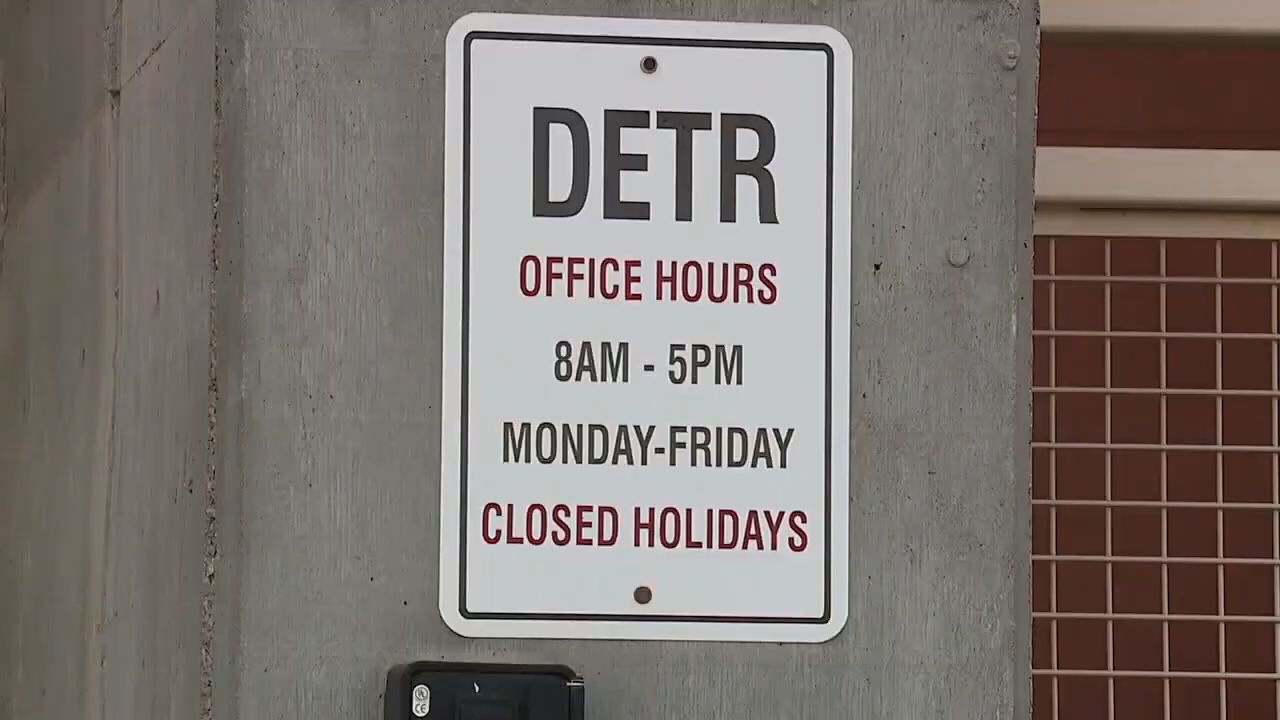 DETR
OFFICE HOURS
8AM - 5PM
MONDAY-FRIDAY
CLOSED HOLIDAYS